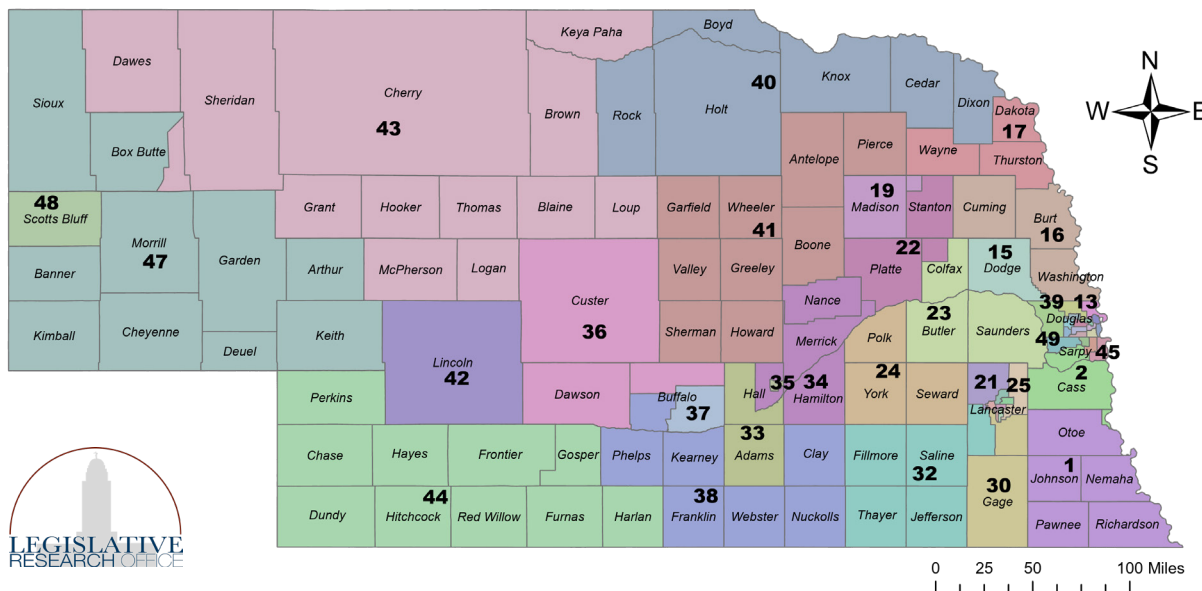 Boyd
Keya Paha
Dawes
Sioux
Sheridan
Cherry
43
Brown
Rock
Holt
40
Knox
Cedar
Dixon
Dakota
17
N
W
E
S
Box Butte
Antelope
Pierce
Wayne
Thurston
48
Scotts Bluff
Grant
Hooker
Thomas
Blaine
Loup
Garfield
Wheeler
41
19
Madison
Stanton
Cuming
Burt
16
Morrill
47
Garden
Banner
Arthur
McPherson
Logan
Custer
36
Valley
Greeley
Boone
22
Platte
Colfax
15
Dodge
Washington
Kimball
Cheyenne
Deuel
Keith
Lincoln
42
Sherman
Howard
Nance
Merrick
Polk
23
Butler
Saunders
39
13
Douglas
49
Sarpy
45
2
Cass
Perkins
Dawson
Buffalo
37
Hall
35
34
Hamilton
24
York
Seward
21
25
Lancaster
Otoe
Chase
Hayes
Frontier
Gosper
Phelps
Kearney
33
Adams
Clay
Fillmore
Saline
32
30
Gage
1
Johnson
Nemaha
Dundy
44
Hitchcock
Red Willow
Furnas
Harlan
38
Franklin
Webster
Nuckolls
Thayer
Jefferson
Pawnee
Richardson
LEGISLATIVE
RESEARCH OFFICE
0 25 50 100 Miles